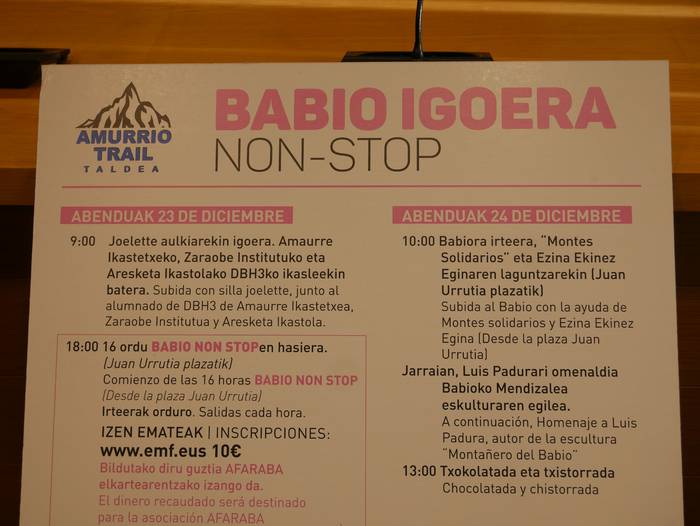 AMURRIO
TRAIL
TALDEA
BABIO IGOERA
NON-STOP
ABENDUAK 23 DE DICIEMBRE
9:00 Joelette aulkiarekin igoera. Amaurre
Ikastetxeko, Zaraobe Institutuko eta
Aresketa Ikastolako DBH3ko ikasleekin
batera. Subida con silla joelette, junto al
alumnado de DBH3 de Amaurre Ikastetxea,
Zaraobe Institutua y Aresketa Ikastola.
18:00 16 ordu BABIO NON STOPen hasiera.
(Juan Urrutia plazatik)
Comienzo de las 16 horas BABIO NON STOP
(Desde la plaza Juan Urrutia)
Irteerak orduro. Salidas cada hora.
IZEN EMATEAK | INSCRIPCIONES:
www.emf.eus 10€
Bildutako diru guztia AFARABA
elkartearentzako izango da.
El dinero recaudado será destinado
para la asociación AFARABA
ABENDUAK 24 DE DICIEMBRE
10:00 Babiora irteera, "Montes
Solidarios" eta Ezina Ekinez
Eginaren laguntzarekin (Juan
Urrutia plazatik)
Subida al Babio con la ayuda de
Montes solidarios y Ezina Ekinez
Egina (Desde la plaza Juan
Urrutia)
Jarraian, Luis Padurari omenaldia
Babioko Mendizalea
eskulturaren egilea.
A continuación, Homenaje a Luis
Padura, autor de la escultura
"Montañero del Babio"
13:00 Txokolatada eta txistorrada
Chocolatada y chistorrada